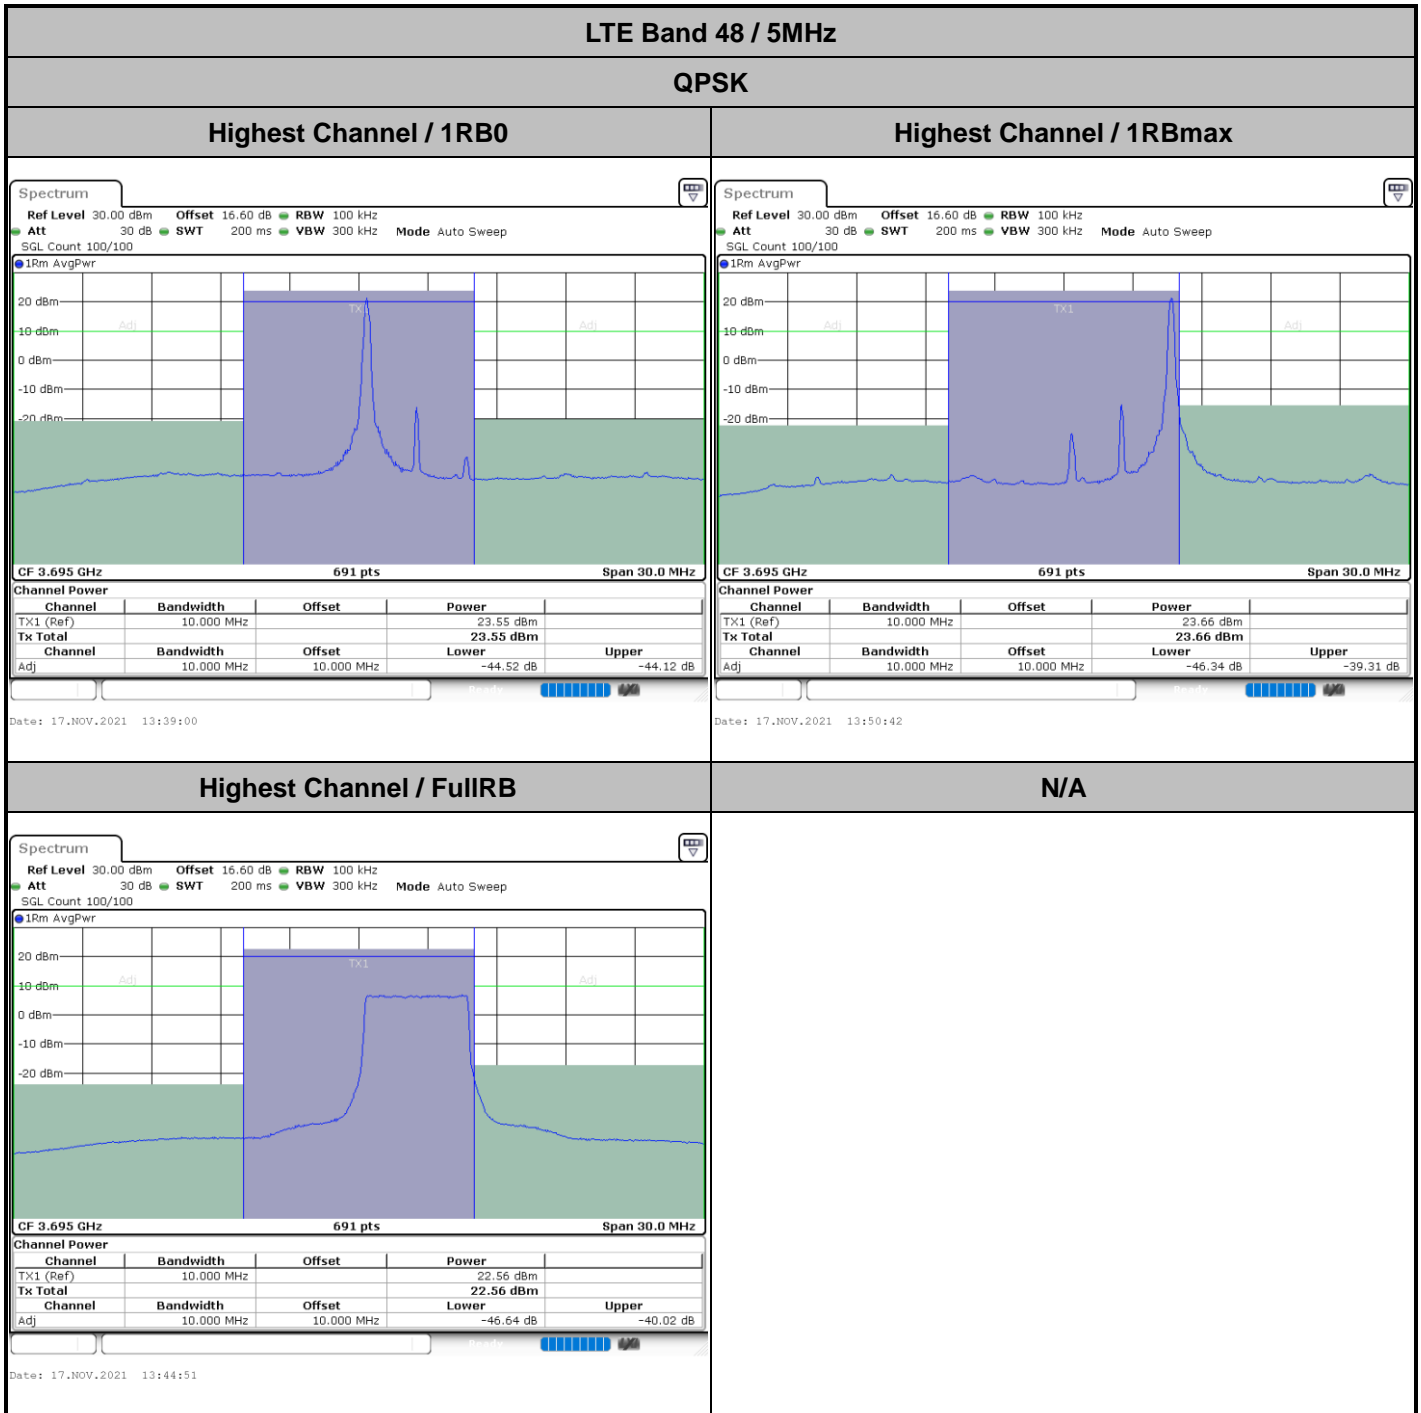 LTE Band 48 / 5MHz
QPSK
Highest Channel / 1RB0
Highest Channel / 1RBmax
Spectrum
Ref Level 30.00 dBm Offset 16.60 dB RBW 100 kHz
Att 30 dB SWT 200 ms VBW 300 kHz Mode Auto Sweep
SGL Count 100/100
1Rm AvgPwr
20 dBm
10 dBm
0 dBm
-10 dBm
-20 dBm
Adj
TX1
Adj
CF 3.695 GHz 691 pts Span 30.0 MHz
Channel Power
Channel Bandwidth Offset Power
TX1 (Ref) 10.000 MHz 23.55 dBm
Tx Total 23.55 dBm
Channel Bandwidth Offset Lower Upper
Adj 10.000 MHz 10.000 MHz -44.52 dB -44.12 dB
Ready
Date: 17.NOV.2021 13:39:00
Spectrum
Ref Level 30.00 dBm Offset 16.60 dB RBW 100 kHz
Att 30 dB SWT 200 ms VBW 300 kHz Mode Auto Sweep
SGL Count 100/100
1Rm AvgPwr
20 dBm
10 dBm
0 dBm
-10 dBm
-20 dBm
Adj
TX1
Adj
CF 3.695 GHz 691 pts Span 30.0 MHz
Channel Power
Channel Bandwidth Offset Power
TX1 (Ref) 10.000 MHz 23.66 dBm
Tx Total 23.66 dBm
Channel Bandwidth Offset Lower Upper
Adj 10.000 MHz 10.000 MHz -46.34 dB -39.31 dB
Ready
Date: 17.NOV.2021 13:50:42
Highest Channel / FullRB
N/A
Spectrum
Ref Level 30.00 dBm Offset 16.60 dB RBW 100 kHz
Att 30 dB SWT 200 ms VBW 300 kHz Mode Auto Sweep
SGL Count 100/100
1Rm AvgPwr
20 dBm
10 dBm
0 dBm
-10 dBm
-20 dBm
Adj
TX1
Adj
CF 3.695 GHz 691 pts Span 30.0 MHz
Channel Power
Channel Bandwidth Offset Power
TX1 (Ref) 10.000 MHz 22.56 dBm
Tx Total 22.56 dBm
Channel Bandwidth Offset Lower Upper
Adj 10.000 MHz 10.000 MHz -46.64 dB -40.02 dB
Ready
Date: 17.NOV.2021 13:44:51